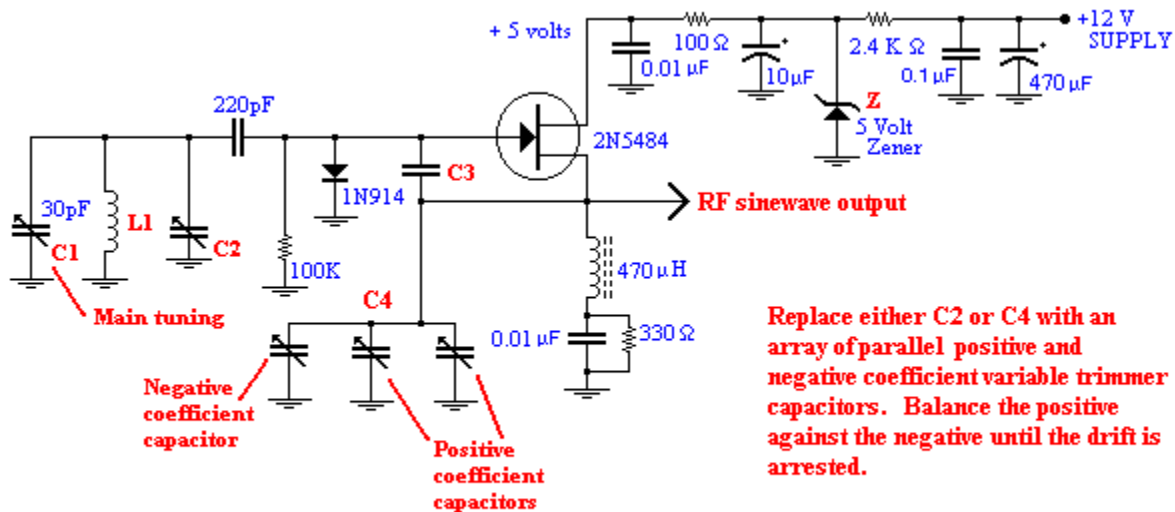 + 5 volts
100 Ω
2.4 K Ω
+12 V
SUPPLY
0.01 µF
+
10µF
Z
5 Volt
Zener
0.1µF
+
470 µF
220pF
2N5484
C3
1N914
RF sinewave output
30pF
C1
L1
C2
100K
470 µH
Main tuning
C4
0.01 µF
330 Ω
Negative
coefficient
capacitor
Positive
coefficient
capacitors
Replace either C2 or C4 with an
array of parallel positive and
negative coefficient variable trimmer
capacitors. Balance the positive
against the negative until the drift is
arrested.